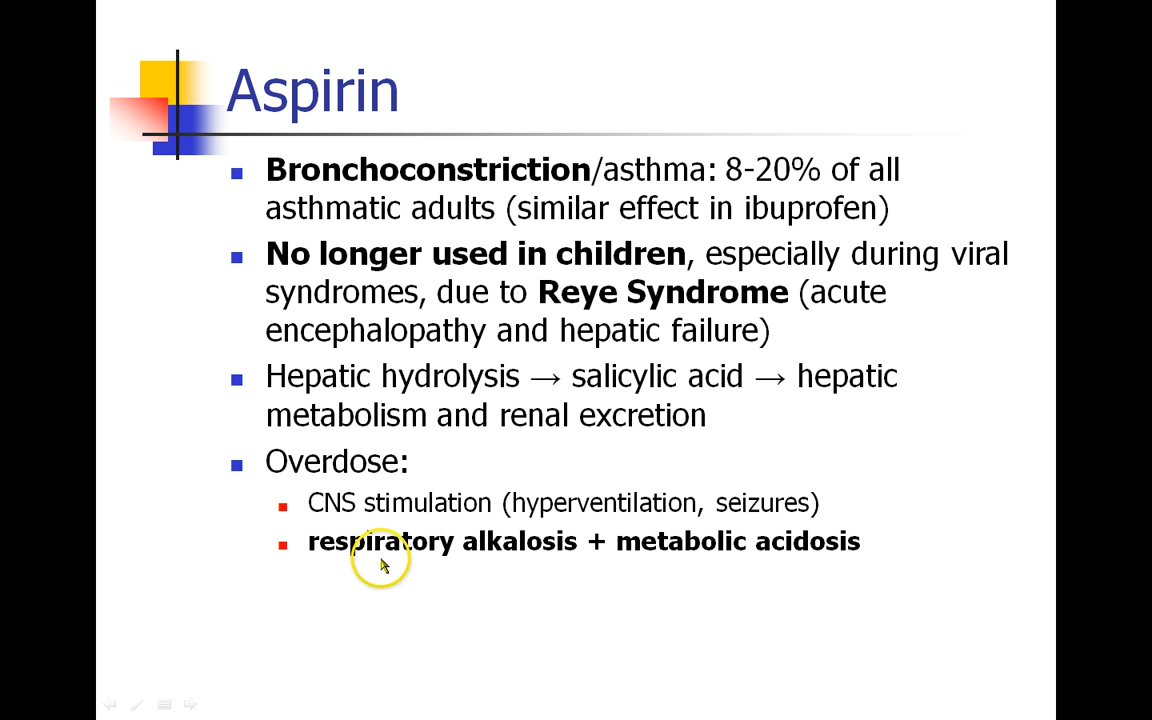 Aspirin
Bronchoconstriction/asthma: 8-20% of all
asthmatic adults (similar effect in ibuprofen)
No longer used in children, especially during viral
syndromes, due to Reye Syndrome (acute
encephalopathy and hepatic failure)
Hepatic hydrolysis → salicylic acid → hepatic
metabolism and renal excretion
Overdose:
CNS stimulation (hyperventilation, seizures)
respiratory alkalosis + metabolic acidosis